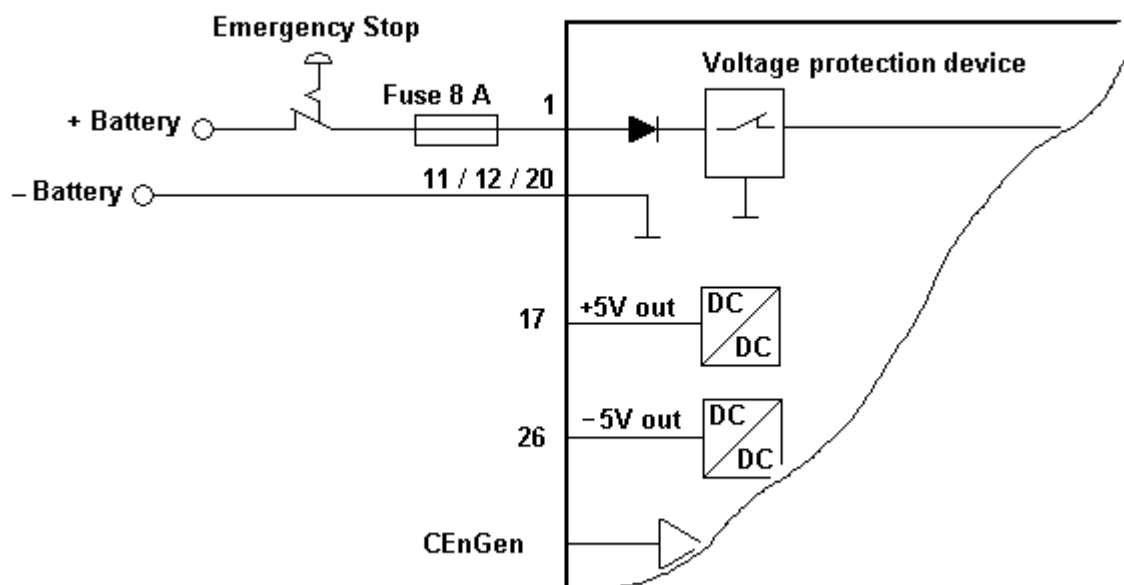 Emergency Stop
Voltage protection device
Fuse 8 A
1
+ Battery
11 / 12 / 20
– Battery
17
+5V out
DC
DC
26
–5V out
DC
DC
CEnGen